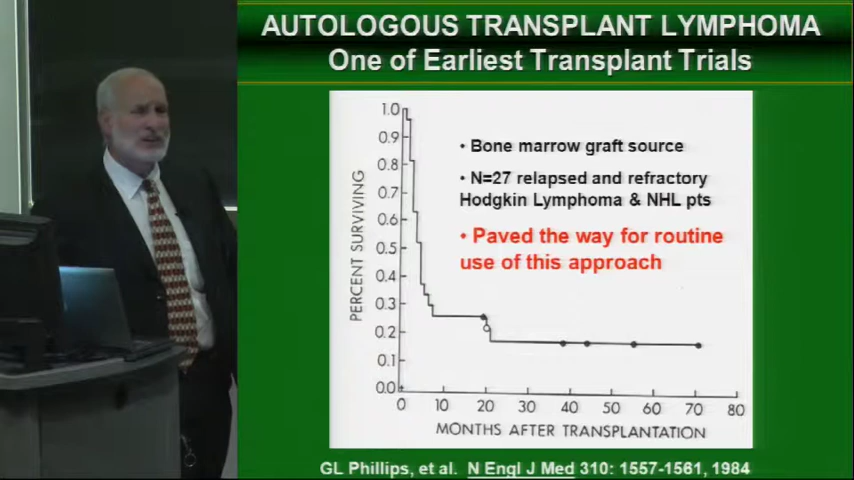 AUTOLOGOUS TRANSPLANT LYMPHOMA
One of Earliest Transplant Trials
• Bone marrow graft source
• N=27 relapsed and refractory
Hodgkin Lymphoma & NHL pts
• Paved the way for routine
use of this approach
PERCENT SURVIVING
1.0
0.9
0.8
0.7
0.6
0.5
0.4
0.3
0.2
0.1
0.0
0 10 20 30 40 50 60 70 80
MONTHS AFTER TRANSPLANTATION
GL Phillips, et al. N Engl J Med 310: 1557-1561, 1984